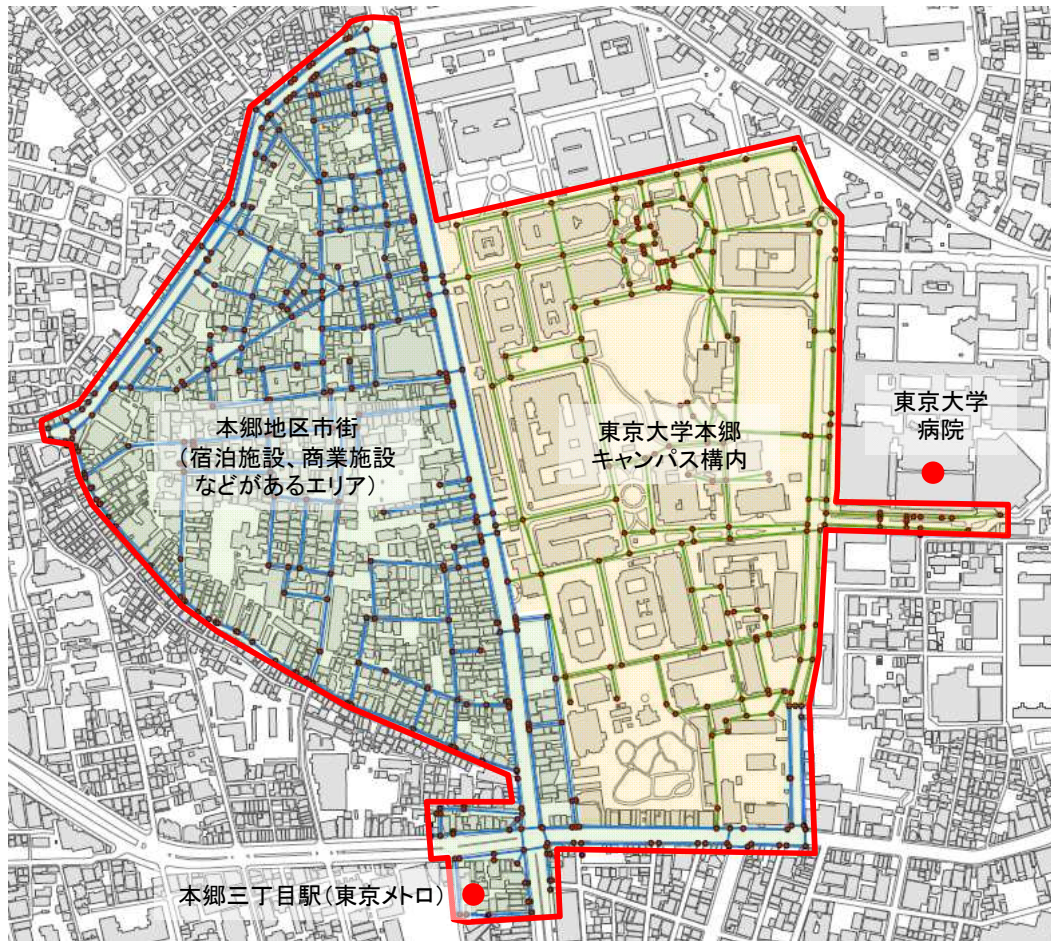 東京大学
病院
本郷地区市街
（宿泊施設、商業施設
などがあるエリア）
東京大学本郷
キャンパス構内
本郷三丁目駅（東京メトロ）